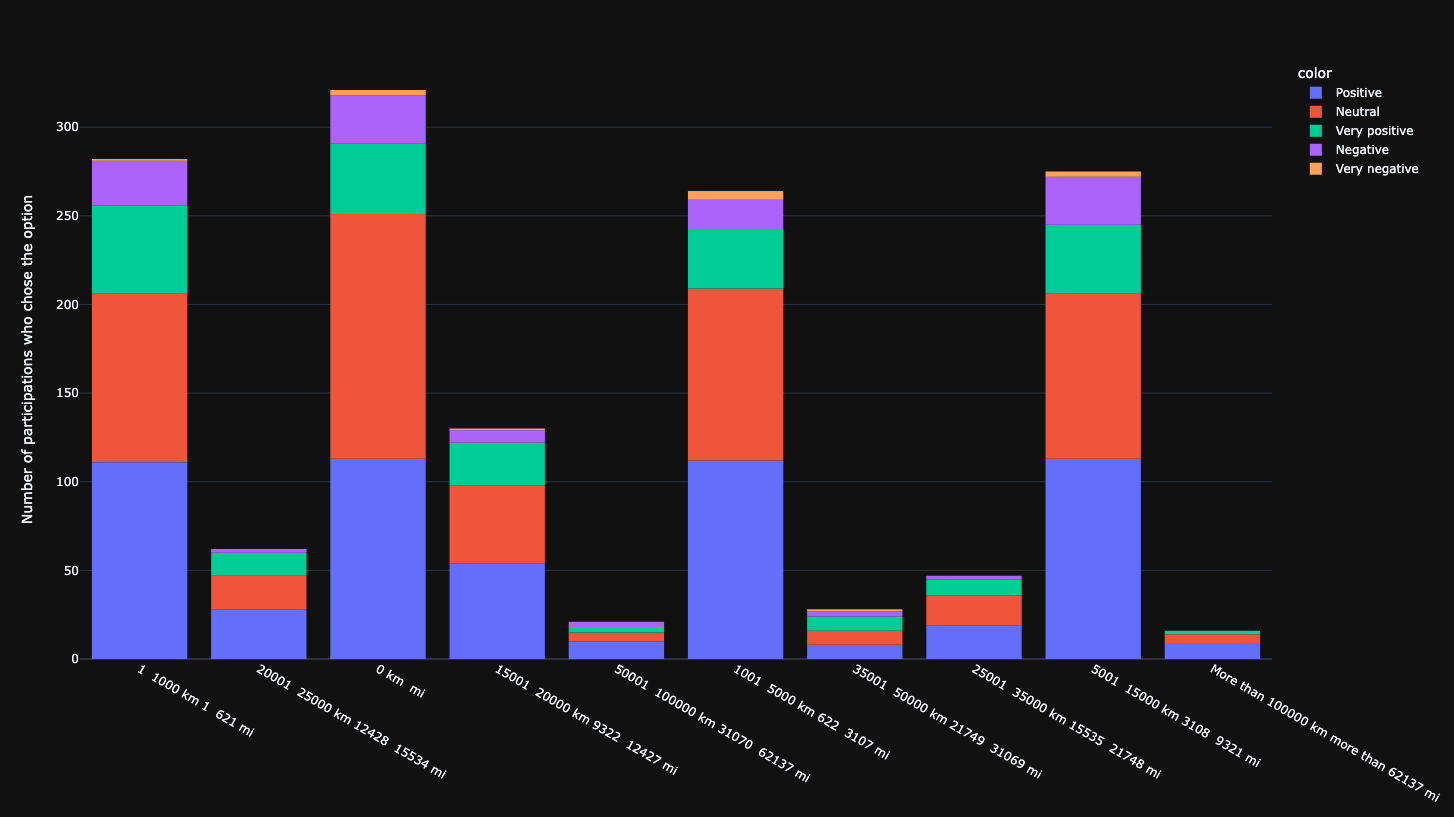 color
Positive
Neutral
Very positive
Negative
Very negative
Number of participations who chose the option
300
250
200
150
100
50
0
1  1000 km 1  621 mi
20001  25000 km 12428  15534 mi
0 km  mi
15001  20000 km 9322  12427 mi
50001  100000 km 31070  62137 mi
1001  5000 km 622  3107 mi
35001  50000 km 21749  31069 mi
25001  35000 km 15535  21748 mi
5001  15000 km 3108  9321 mi
More than 100000 km more than 62137 mi